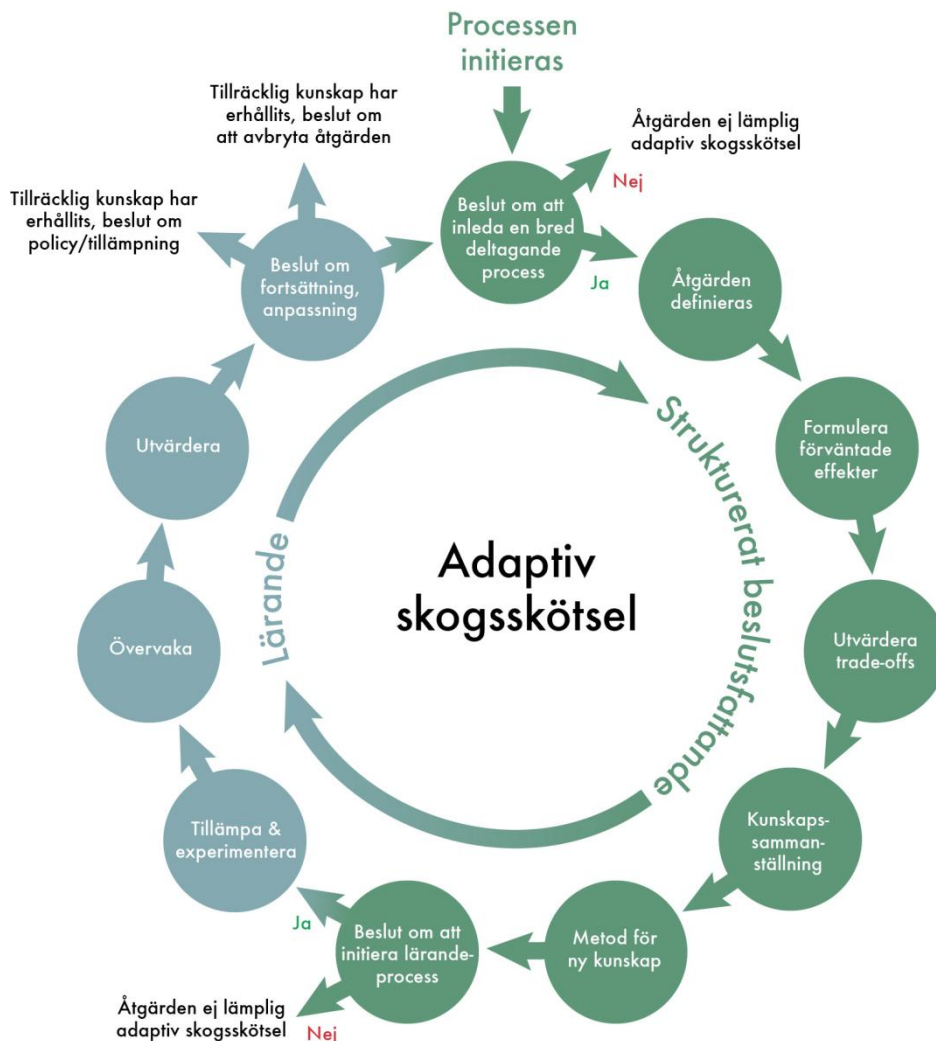 Processen
initieras
Tillräcklig kunskap har
erhållits, beslut om
att avbryta åtgärden
Åtgärden ej lämplig
adaptiv skogsskötsel
Nej
Tillräcklig kunskap har
erhållits, beslut om
policy/tillämpning
Beslut om att
inleda en bred
deltagande
process
Ja
Beslut om
fortsättning,
anpassning
Åtgärden
definieras
Formulera
förväntade
effekter
Utvärdera
trade-offs
Kunskaps-
samman-
ställning
Metod för
ny kunskap
Beslut om att
initiera lärande-
process
Nej
Åtgärden ej lämplig
adaptiv skogsskötsel
Ja
Tillämpa &
experimentera
Övervaka
Utvärdera
Lärande
Strukturerat beslutsfattande
Adaptiv
skogsskötsel